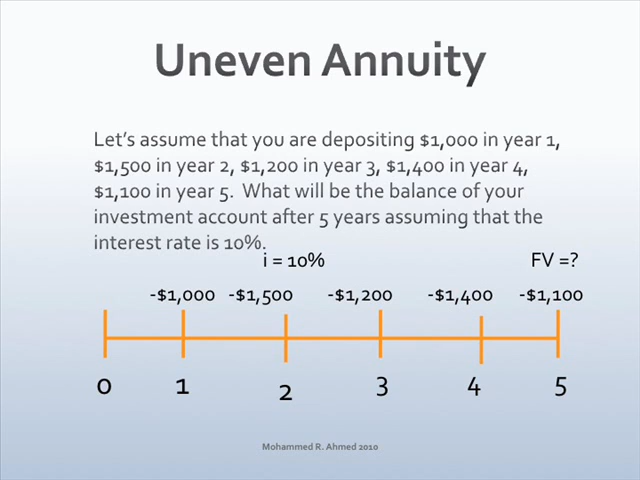 Uneven Annuity
Let's assume that you are depositing $1,000 in year 1,
$1,500 in year 2, $1,200 in year 3, $1,400 in year 4,
$1,100 in year 5.  What will be the balance of your
investment account after 5 years assuming that the
interest rate is 10%.
i = 10% FV =?
-$1,000 -$1,500 -$1,200 -$1,400 -$1,100
0 1 2 3 4 5
Mohammed R. Ahmed 2010